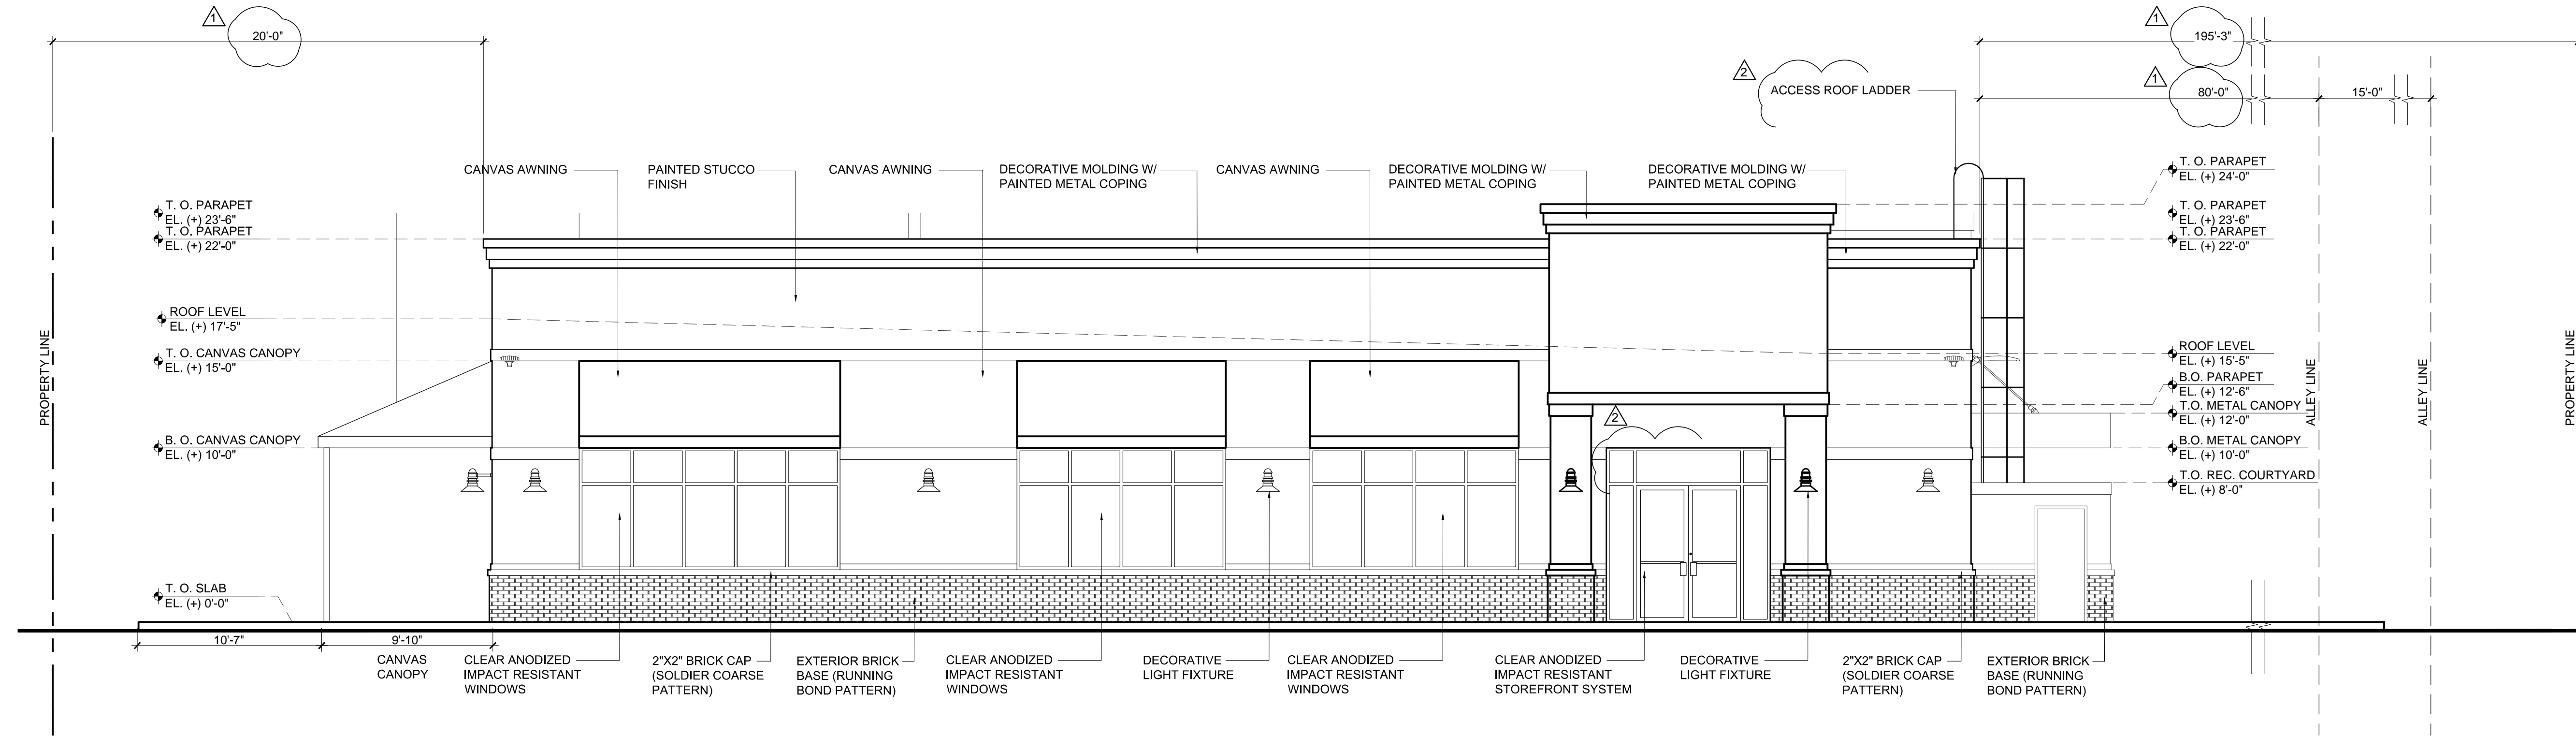 1
20'-0"
1
195'-3"
2
ACCESS ROOF LADDER
1
80'-0"
15'-0"
CANVAS AWNING
PAINTED STUCCO
FINISH
CANVAS AWNING
DECORATIVE MOLDING W/
PAINTED METAL COPING
CANVAS AWNING
DECORATIVE MOLDING W/
PAINTED METAL COPING
DECORATIVE MOLDING W/
PAINTED METAL COPING
T. O. PARAPET
EL. (+) 23'-6"
T. O. PARAPET
EL. (+) 22'-0"
ROOF LEVEL
EL. (+) 17'-5"
T. O. CANVAS CANOPY
EL. (+) 15'-0"
B. O. CANVAS CANOPY
EL. (+) 10'-0"
T. O. SLAB
EL. (+) 0'-0"
PROPERTY LINE
2
T. O. PARAPET
EL. (+) 24'-0"
T. O. PARAPET
EL. (+) 23'-6"
T. O. PARAPET
EL. (+) 22'-0"
ROOF LEVEL
EL. (+) 15'-5"
B.O. PARAPET
EL. (+) 12'-6"
T.O. METAL CANOPY
EL. (+) 12'-0"
B.O. METAL CANOPY
EL. (+) 10'-0"
T.O. REC. COURTYARD
EL. (+) 8'-0"
ALLEY LINE
ALLEY LINE
PROPERTY LINE
10'-7"
9'-10"
CANVAS
CANOPY
CLEAR ANODIZED
IMPACT RESISTANT
WINDOWS
2"X2" BRICK CAP
(SOLDIER COARSE
PATTERN)
EXTERIOR BRICK
BASE (RUNNING
BOND PATTERN)
CLEAR ANODIZED
IMPACT RESISTANT
WINDOWS
DECORATIVE
LIGHT FIXTURE
CLEAR ANODIZED
IMPACT RESISTANT
WINDOWS
CLEAR ANODIZED
IMPACT RESISTANT
STOREFRONT SYSTEM
DECORATIVE
LIGHT FIXTURE
2"X2" BRICK CAP
(SOLDIER COARSE
PATTERN)
EXTERIOR BRICK
BASE (RUNNING
BOND PATTERN)